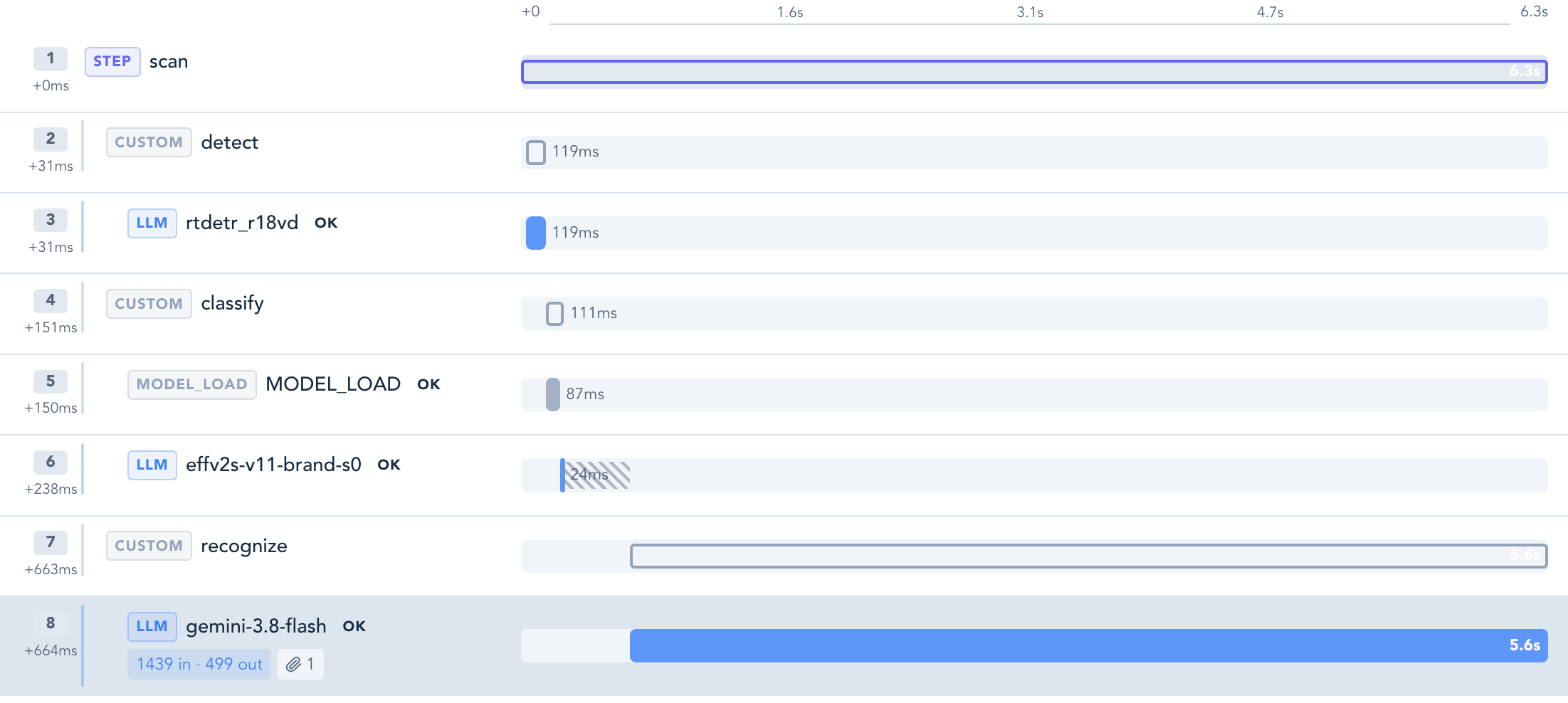 +0 1.6s 3.1s 4.7s 6.3s
1 STEP scan 6.3s
+0ms
2 CUSTOM detect 119ms
+31ms
3 LLM rtdetr_r18vd OK 119ms
+31ms
4 CUSTOM classify 111ms
+151ms
5 MODEL_LOAD MODEL_LOAD OK 87ms
+150ms
6 LLM effv2s-v11-brand-s0 OK 24ms
+238ms
7 CUSTOM recognize 5.6s
+663ms
8 LLM gemini-3.8-flash OK 5.6s
+664ms
1439 in · 499 out 1